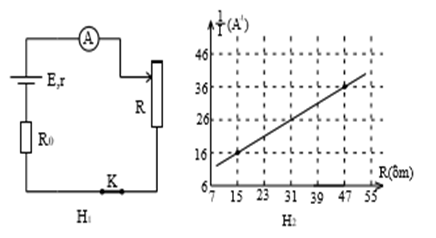 A
E,r
R
R₀
K
H₁
1/I (A⁻¹)
46
36
26
16
6
7 15 23 31 39 47 55
R(ôm)
H₂